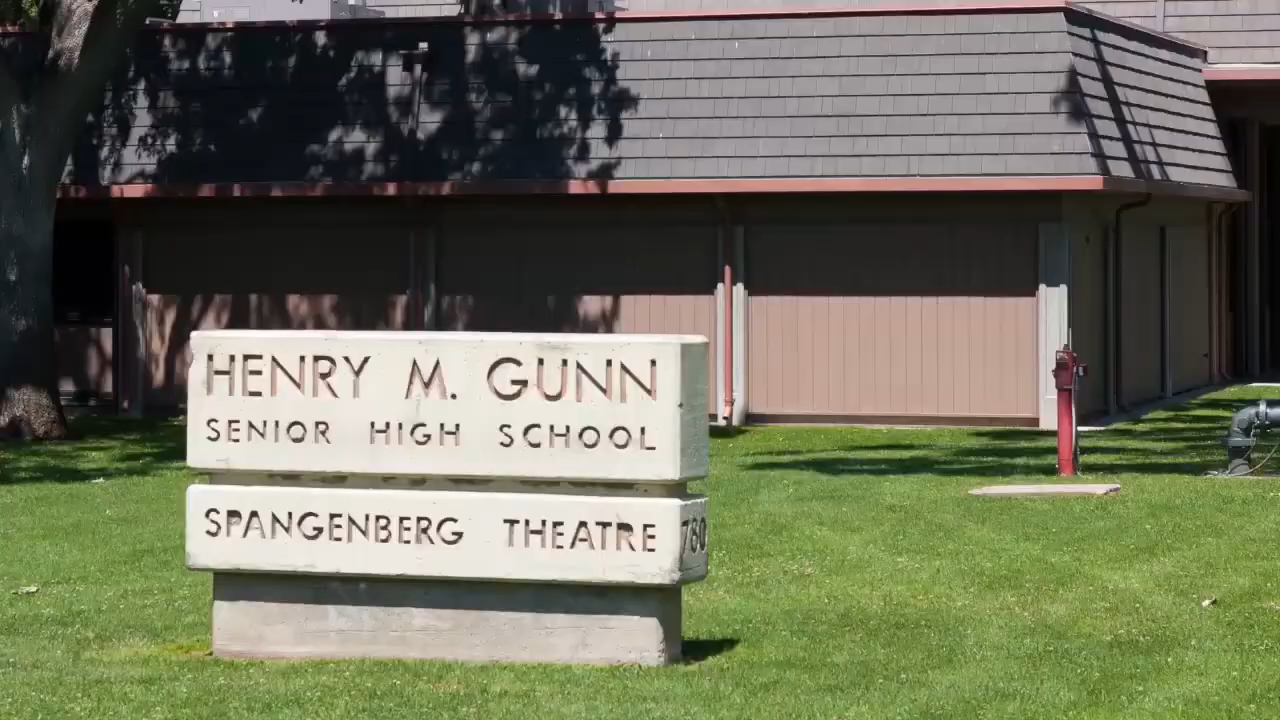 HENRY M. GUNN
SENIOR HIGH SCHOOL
SPANGENBERG THEATRE
780